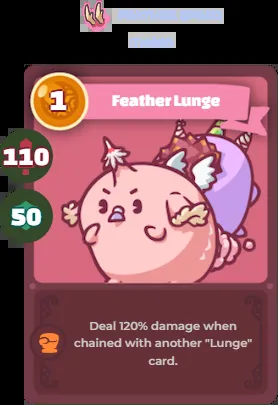 1
Feather Lunge
110
50
Deal 120% damage when
chained with another "Lunge"
card.